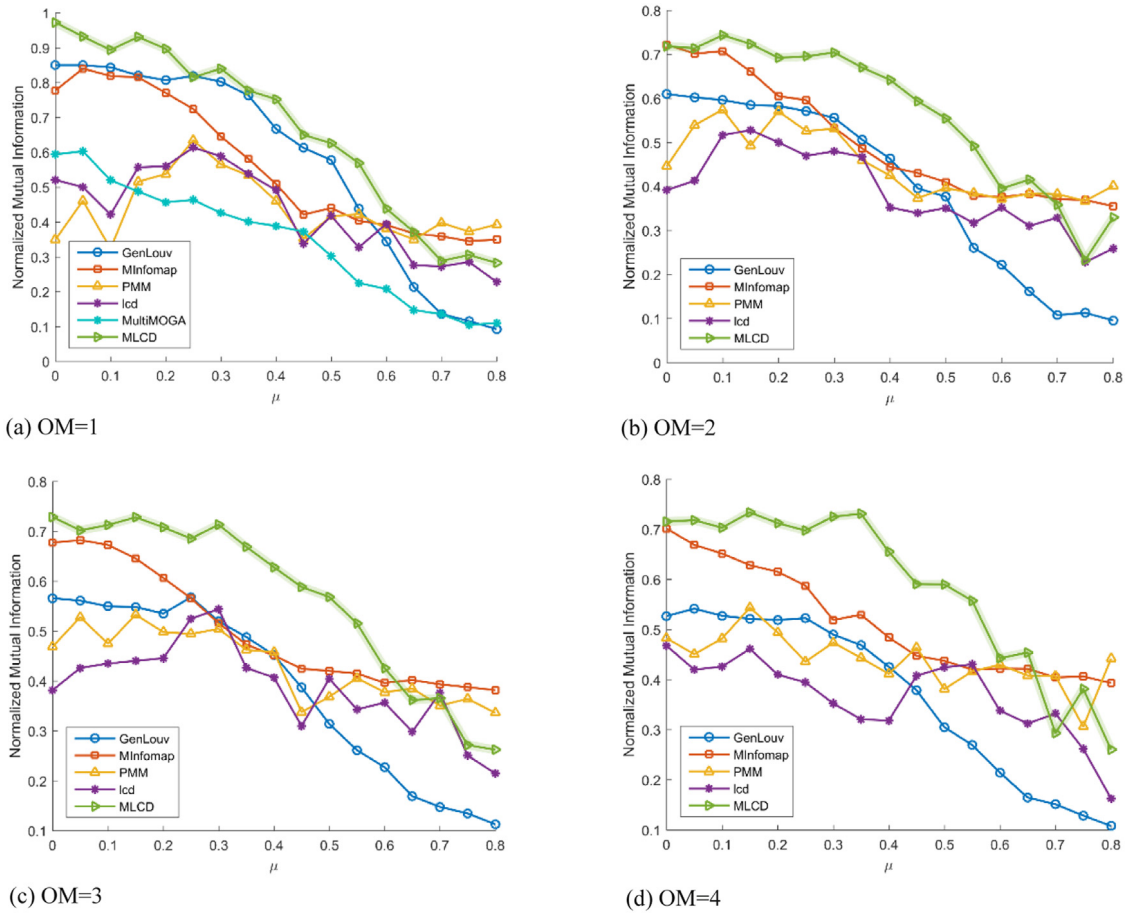 1
0.9
0.8
0.7
0.6
0.5
0.4
0.3
0.2
0.1
0
Normalized Mutual Information
GenLouv
MInfomap
PMM
lcd
MultiMOGA
MLCD
0 0.1 0.2 0.3 0.4 0.5 0.6 0.7 0.8
μ
(a) OM=1
0.8
0.7
0.6
0.5
0.4
0.3
0.2
0.1
0
Normalized Mutual Information
GenLouv
MInfomap
PMM
lcd
MLCD
0 0.1 0.2 0.3 0.4 0.5 0.6 0.7 0.8
μ
(b) OM=2
0.8
0.7
0.6
0.5
0.4
0.3
0.2
0.1
Normalized Mutual Information
GenLouv
MInfomap
PMM
lcd
MLCD
0 0.1 0.2 0.3 0.4 0.5 0.6 0.7 0.8
μ
(c) OM=3
0.8
0.7
0.6
0.5
0.4
0.3
0.2
0.1
Normalized Mutual Information
GenLouv
MInfomap
PMM
lcd
MLCD
0 0.1 0.2 0.3 0.4 0.5 0.6 0.7 0.8
μ
(d) OM=4